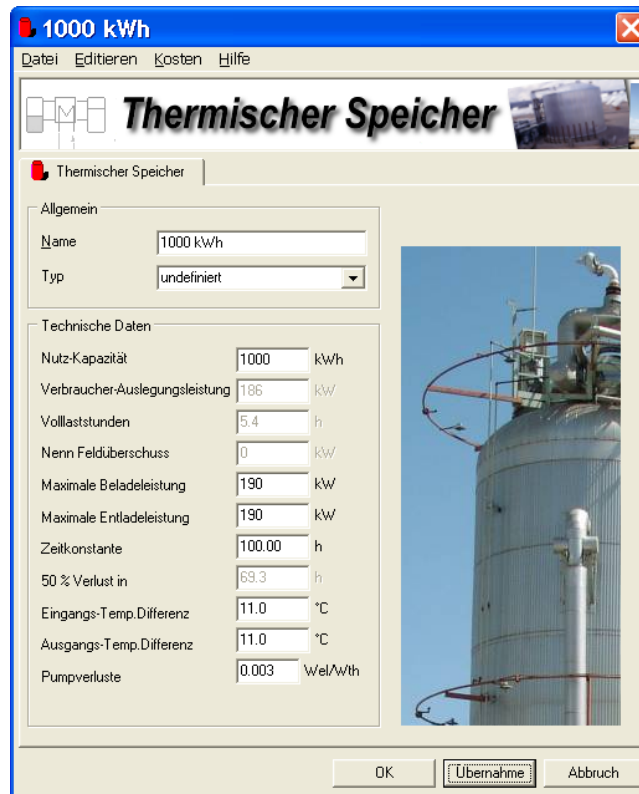 1000 kWh
Datei Editieren Kosten Hilfe
Thermischer Speicher
Thermischer Speicher
Allgemein
Name 1000 kWh
Typ undefiniert
Technische Daten
Nutz-Kapazität 1000 kWh
Verbraucher-Auslegungsleistung 186 kW
Volllaststunden 5.4 h
Nenn Feldüberschuss 0 kW
Maximale Beladeleistung 190 kW
Maximale Entladeleistung 190 kW
Zeitkonstante 100.00 h
50 % Verlust in 69.3 h
Eingangs-Temp.Differenz 11.0 °C
Ausgangs-Temp.Differenz 11.0 °C
Pumpverluste 0.003 Wel/Wth
OK Übernahme Abbruch